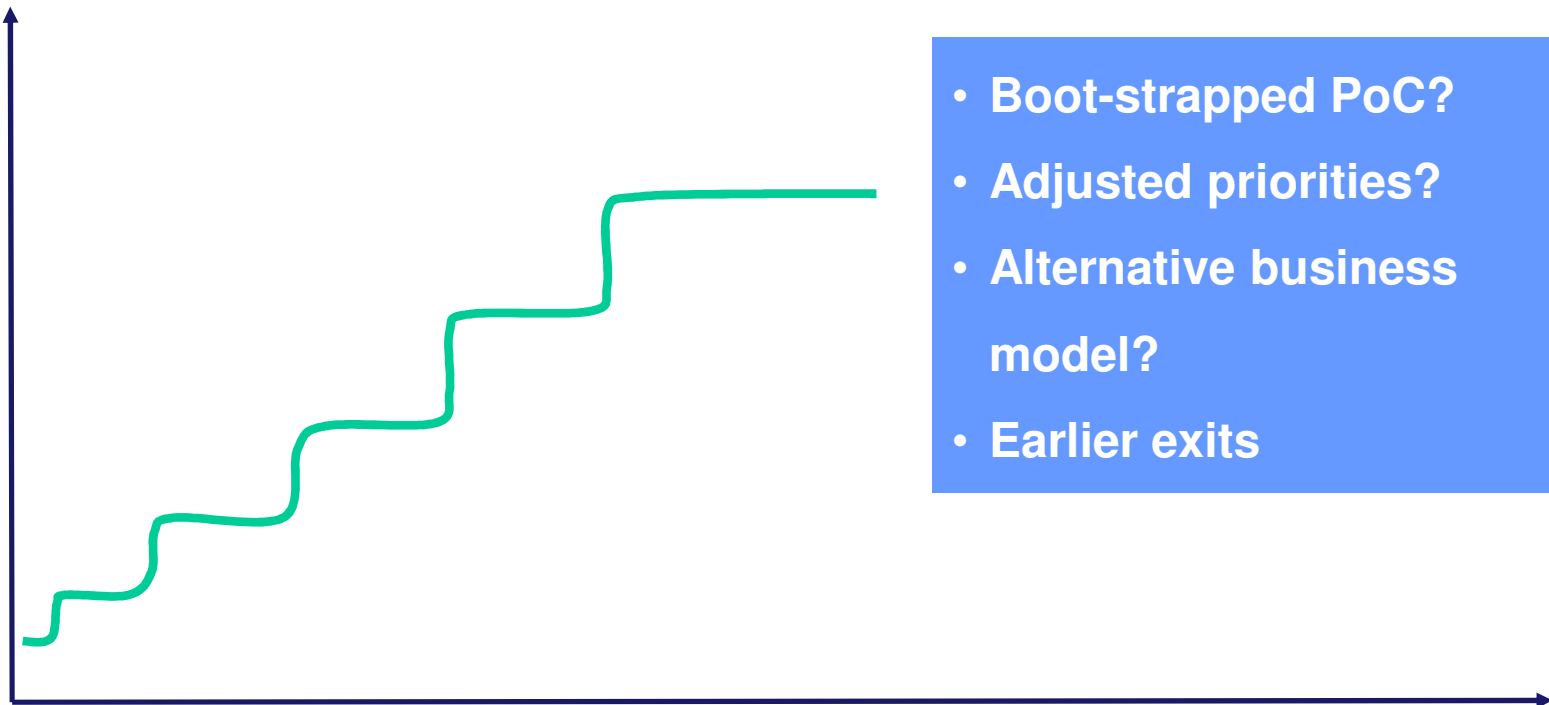 • Boot-strapped PoC?
• Adjusted priorities?
• Alternative business
model?
• Earlier exits